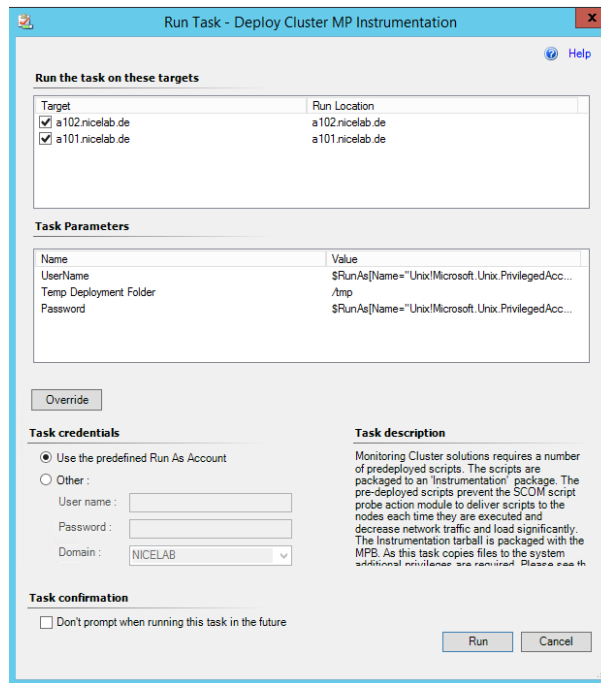 Run Task - Deploy Cluster MP Instrumentation
x
Help
Run the task on these targets
Target Run Location
a102.nicelab.de a102.nicelab.de
a101.nicelab.de a101.nicelab.de
Task Parameters
Name Value
UserName $RunAs[Name="Unix!Microsoft.Unix.PrivilegedAcc...
Temp Deployment Folder /tmp
Password $RunAs[Name="Unix!Microsoft.Unix.PrivilegedAcc...
Override
Task credentials
Use the predefined Run As Account
Other :
User name :
Password :
Domain : NICELAB
Task description
Monitoring Cluster solutions requires a number
of predeployed scripts. The scripts are
packaged to an 'Instrumentation' package. The
pre-deployed scripts prevent the SCOM script
probe action module to deliver scripts to the
nodes each time they are executed and
decrease network traffic and load significantly.
The Instrumentation tarball is packaged with the
MPB. As this task copies files to the system
additional privileges are required. Please see th
Task confirmation
Don't prompt when running this task in the future
Run Cancel